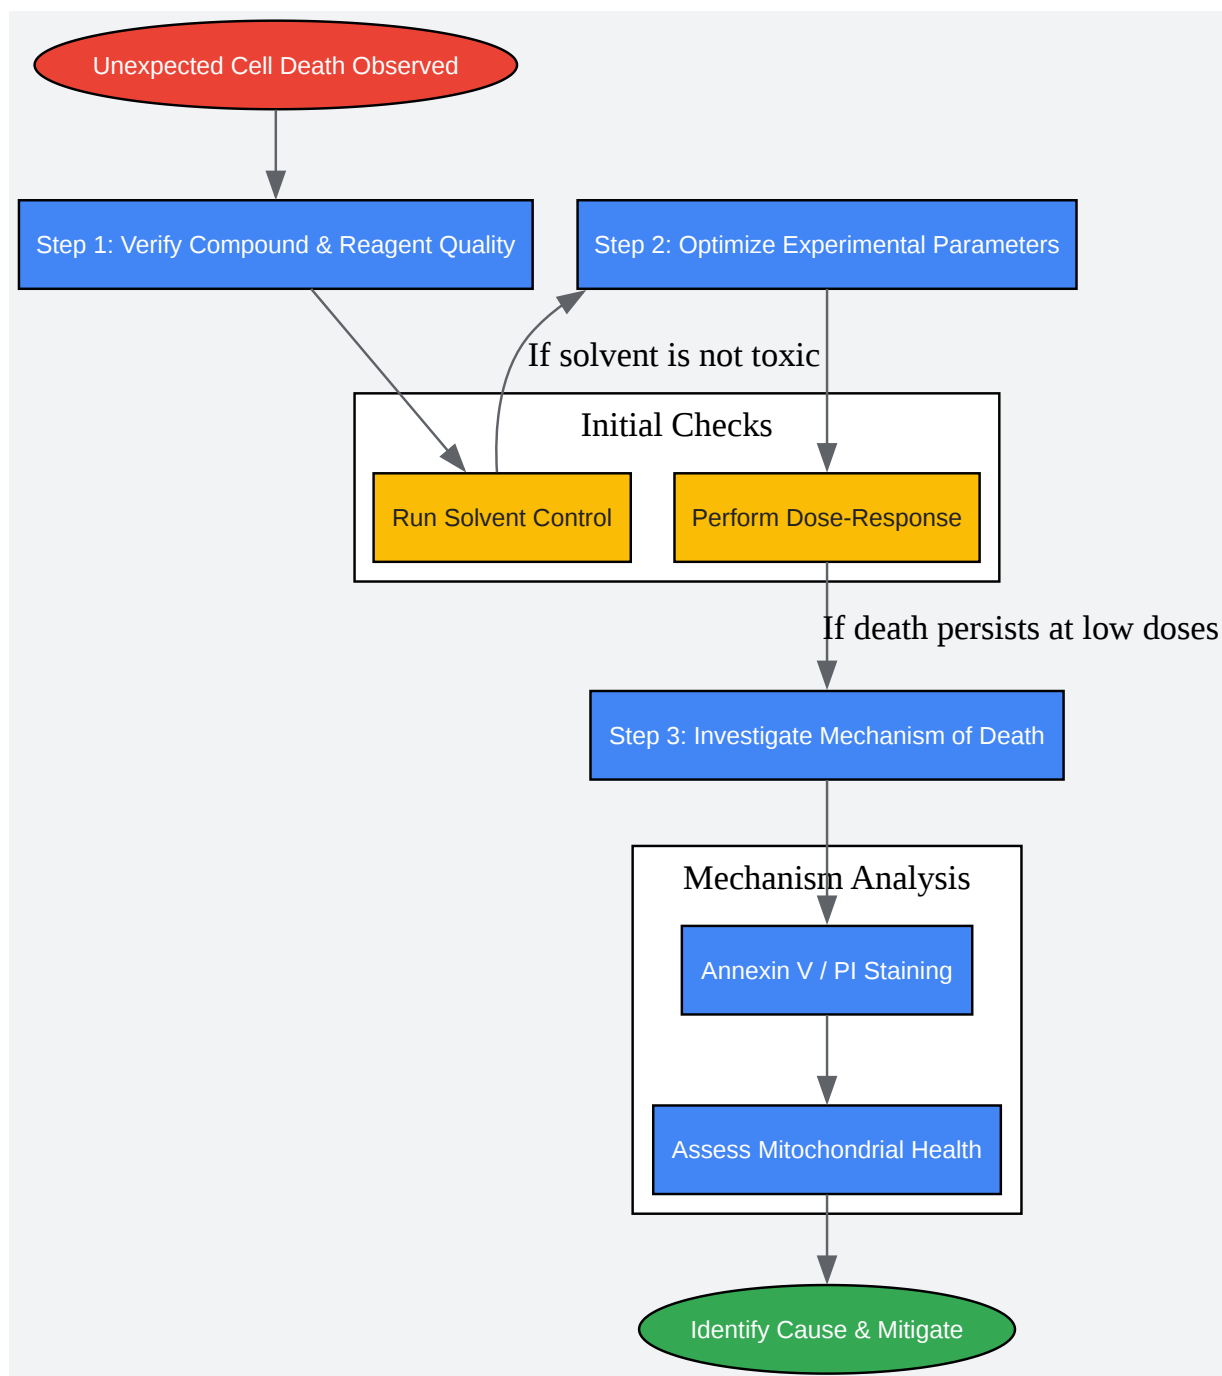 Unexpected Cell Death Observed
Step 1: Verify Compound & Reagent Quality
Step 2: Optimize Experimental Parameters
If solvent is not toxic
Initial Checks
Run Solvent Control
Perform Dose-Response
If death persists at low doses
Step 3: Investigate Mechanism of Death
Mechanism Analysis
Annexin V / PI Staining
Assess Mitochondrial Health
Identify Cause & Mitigate